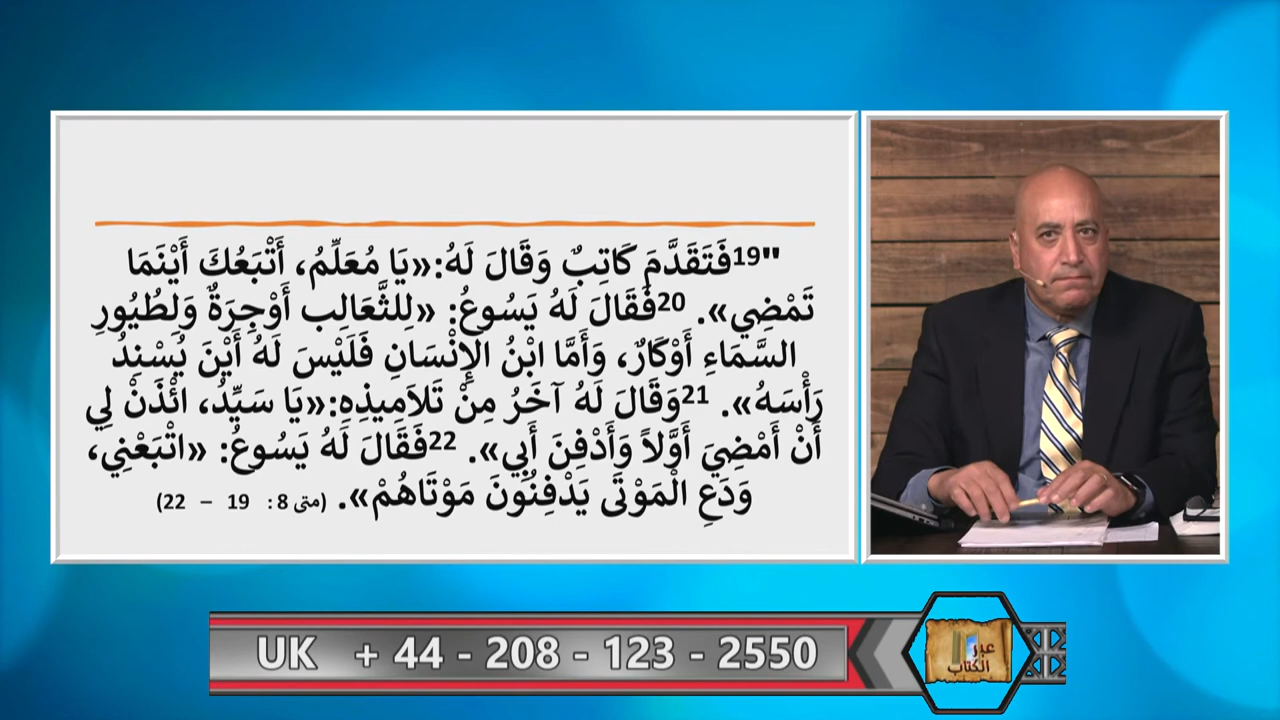 "19فَتَقَدَّمَ كَاتِبٌ وَقَالَ لَهُ:«يَا مُعَلِّمُ، أَتْبَعُكَ أَيْنَمَا
تَمْضِي». 20فَقَالَ لَهُ يَسُوعُ: «لِلثَّعَالِب أَوْجِرَةٌ وَلِطُيُورِ
السَّمَاءِ أَوْكَارٌ، وَأَمَّا ابْنُ الإِنْسَانِ فَلَيْسَ لَهُ أَيْنَ يُسْنِدُ
رَأْسَهُ». 21وَقَالَ لَهُ آخَرُ مِنْ تَلاَمِيذِهِ:«يَا سَيِّدُ، ائْذَنْ لِي
أَنْ أَمْضِيَ أَوَّلاً وَأَدْفِنَ أَبِي». 22فَقَالَ لَهُ يَسُوعُ: «اتْبَعْنِي،
وَدَعِ الْمَوْتَى يَدْفِنُونَ مَوْتَاهُمْ». (متى 8: 19 – 22)
UK + 44 - 208 - 123 - 2550
عبر
الكتاب